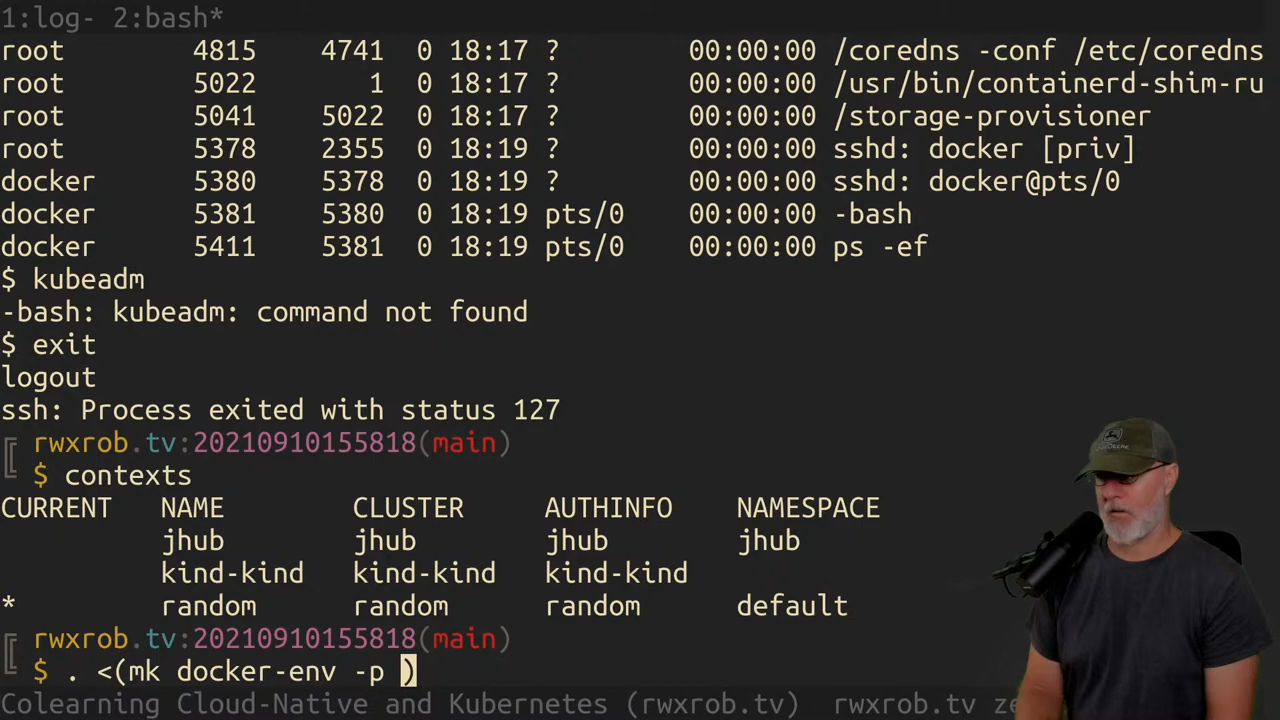 1:log- 2:bash*
root 4815 4741 0 18:17 ? 00:00:00 /coredns -conf /etc/coredns
root 5022 1 0 18:17 ? 00:00:00 /usr/bin/containerd-shim-ru
root 5041 5022 0 18:17 ? 00:00:00 /storage-provisioner
root 5378 2355 0 18:19 ? 00:00:00 sshd: docker [priv]
docker 5380 5378 0 18:19 ? 00:00:00 sshd: docker@pts/0
docker 5381 5380 0 18:19 pts/0 00:00:00 -bash
docker 5411 5381 0 18:19 pts/0 00:00:00 ps -ef
$ kubeadm
-bash: kubeadm: command not found
$ exit
logout
ssh: Process exited with status 127
rwxrob.tv:20210910155818(main)
$ contexts
CURRENT NAME CLUSTER AUTHINFO NAMESPACE
jhub jhub jhub jhub
kind-kind kind-kind kind-kind
* random random random default
rwxrob.tv:20210910155818(main)
$ . <(mk docker-env -p )
Colearning Cloud-Native and Kubernetes (rwxrob.tv) rwxrob.tv ze